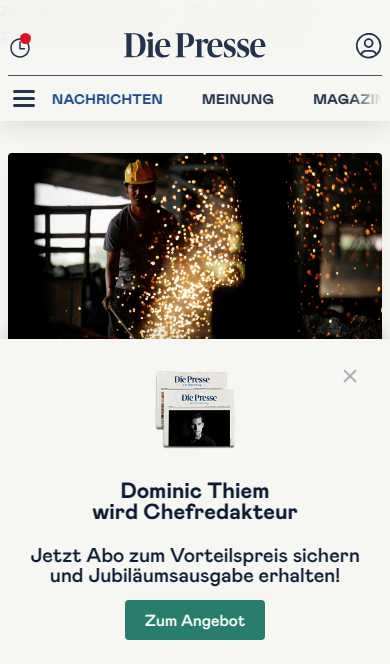 Die Presse
NACHRICHTEN MEINUNG MAGAZIN
Die Presse
Die Presse
Dominic Thiem
wird Chefredakteur
Jetzt Abo zum Vorteilspreis sichern
und Jubiläumsausgabe erhalten!
Zum Angebot